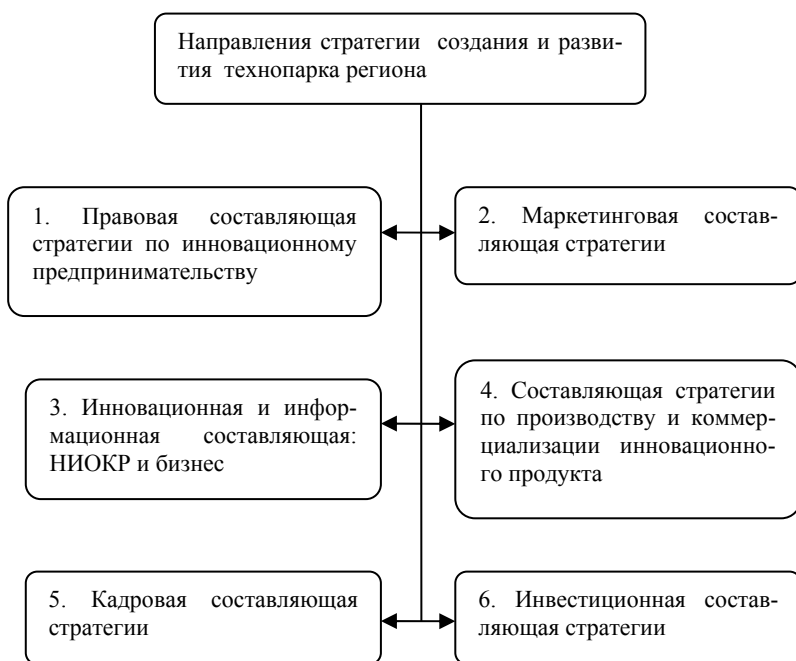 Направления стратегии создания и разви-
тия технопарка региона
1. Правовая составляющая
стратегии по инновационному
предпринимательству
2. Маркетинговая состав-
ляющая стратегии
3. Инновационная и инфор-
мационная составляющая:
НИОКР и бизнес
4. Составляющая стратегии
по производству и коммер-
циализации инновационно-
го продукта
5. Кадровая составляющая
стратегии
6. Инвестиционная состав-
ляющая стратегии